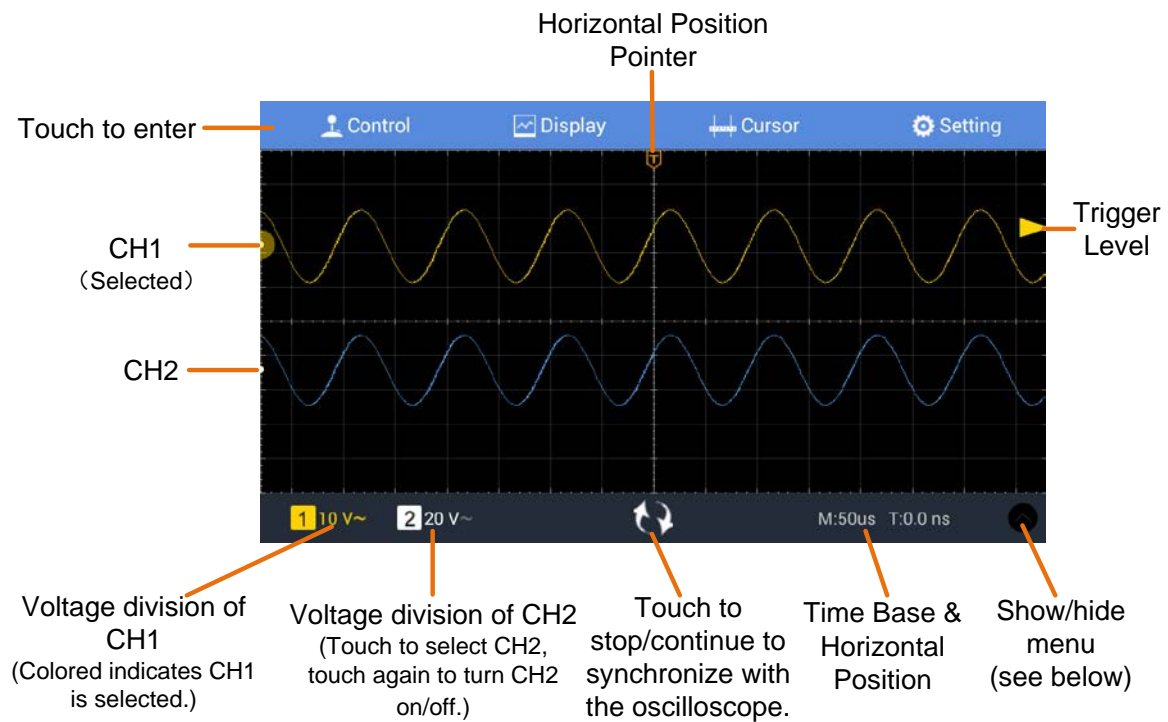 Horizontal Position
Pointer
Touch to enter
Control
Display
Cursor
Setting
T
CH1
（Selected）
Trigger
Level
CH2
1 10 V~
2 20 V~
M:50us T:0.0 ns
Voltage division of
CH1
(Colored indicates CH1
is selected.)
Voltage division of CH2
(Touch to select CH2,
touch again to turn CH2
on/off.)
Touch to
stop/continue to
synchronize with
the oscilloscope.
Time Base &
Horizontal
Position
Show/hide
menu
(see below)